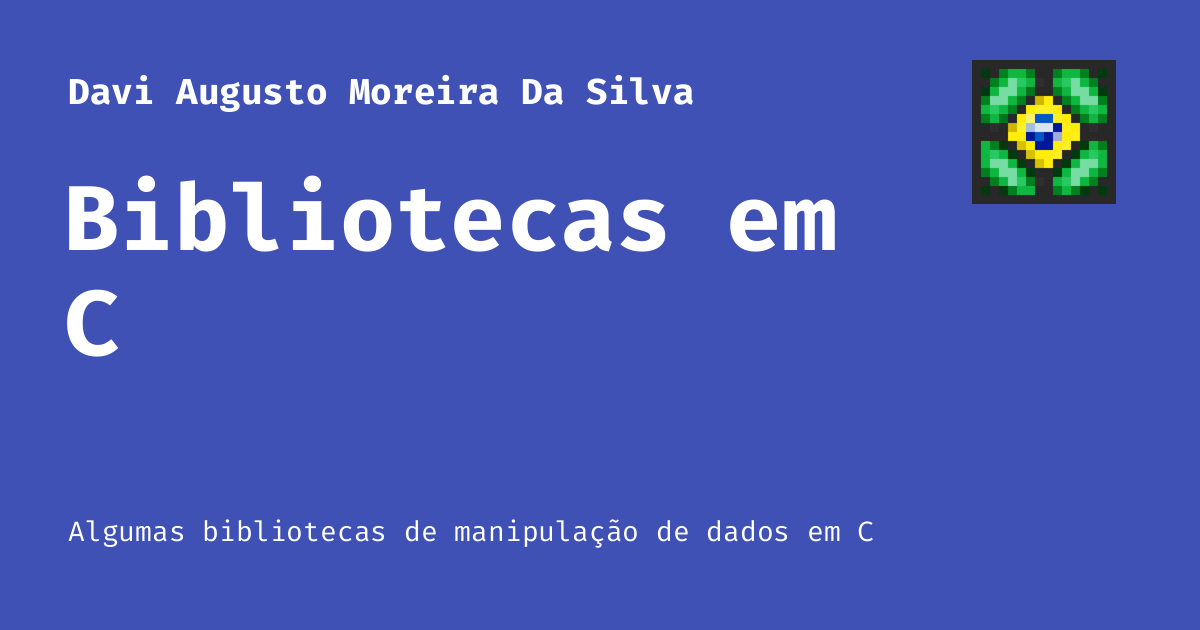 Davi Augusto Moreira Da Silva
Bibliotecas em
C
Algumas bibliotecas de manipulação de dados em C